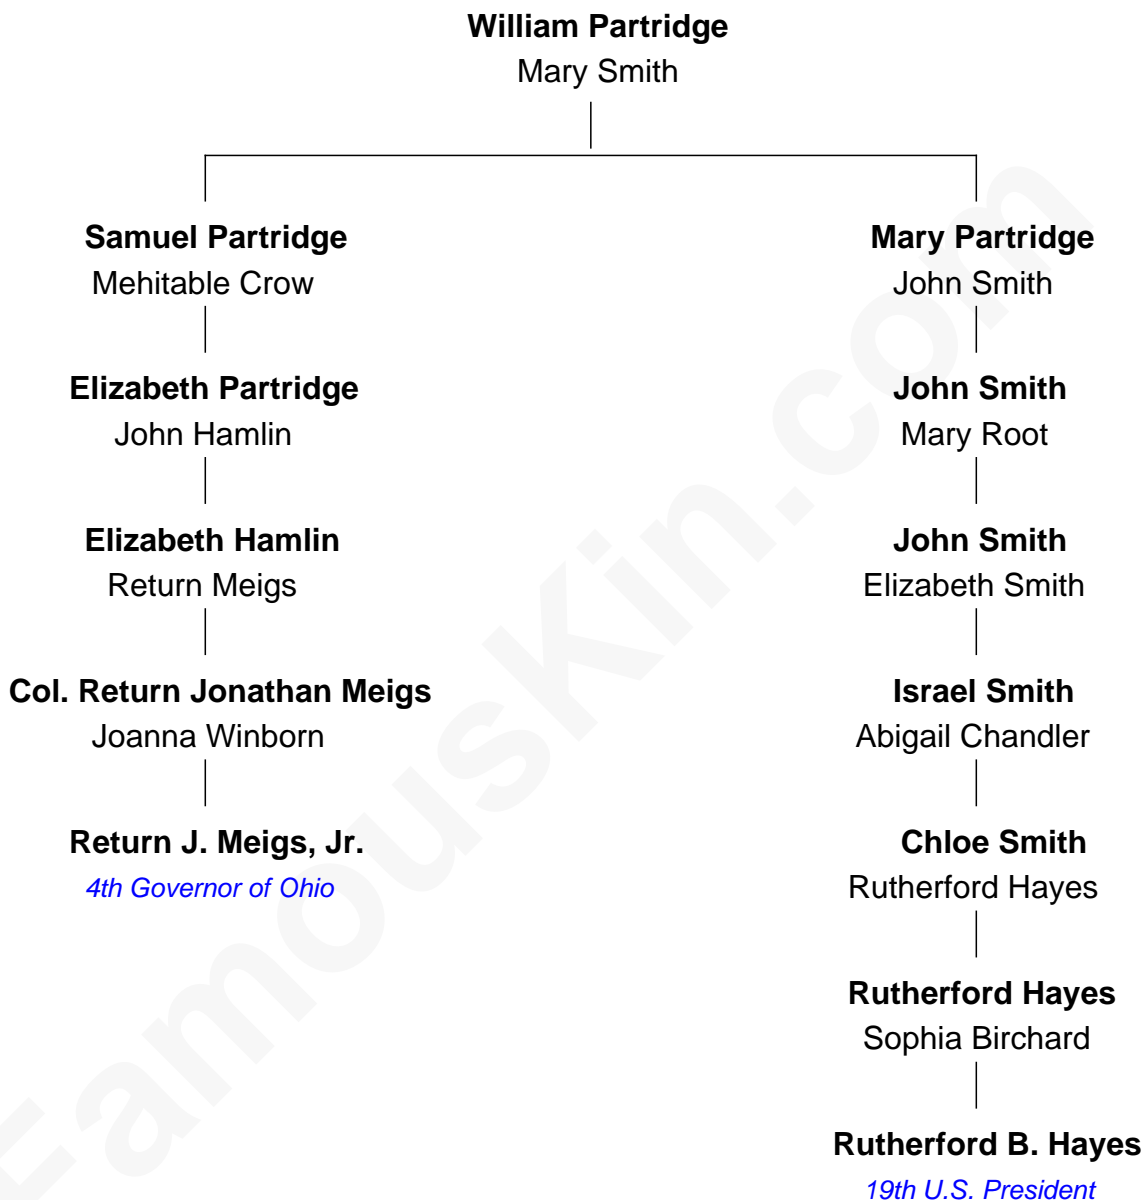 William Partridge
Mary Smith
Samuel Partridge
Mehitable Crow
Mary Partridge
John Smith
Elizabeth Partridge
John Hamlin
John Smith
Mary Root
Elizabeth Hamlin
Return Meigs
John Smith
Elizabeth Smith
Col. Return Jonathan Meigs
Joanna Winborn
Israel Smith
Abigail Chandler
Return J. Meigs, Jr.
4th Governor of Ohio
Chloe Smith
Rutherford Hayes
Rutherford Hayes
Sophia Birchard
Rutherford B. Hayes
19th U.S. President
FamousKin.com